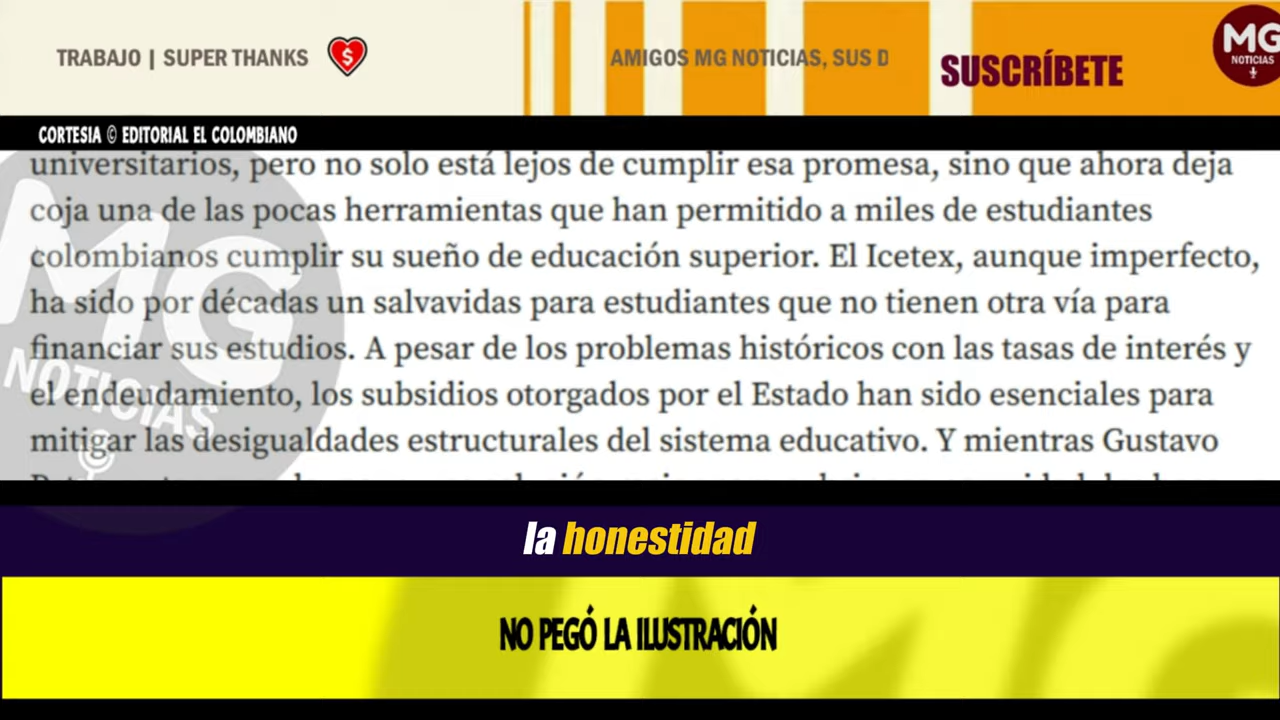 TRABAJO | SUPER THANKS
AMIGOS MG NOTICIAS, SUS D
SUSCRÍBETE
MG
NOTICIAS
CORTESIA © EDITORIAL EL COLOMBIANO
universitarios, pero no solo está lejos de cumplir esa promesa, sino que ahora deja
coja una de las pocas herramientas que han permitido a miles de estudiantes
colombianos cumplir su sueño de educación superior. El Icetex, aunque imperfecto,
ha sido por décadas un salvavidas para estudiantes que no tienen otra vía para
financiar sus estudios. A pesar de los problemas históricos con las tasas de interés y
el endeudamiento, los subsidios otorgados por el Estado han sido esenciales para
mitigar las desigualdades estructurales del sistema educativo. Y mientras Gustavo
MG
NOTICIAS
la honestidad
NO PEGÓ LA ILUSTRACIÓN